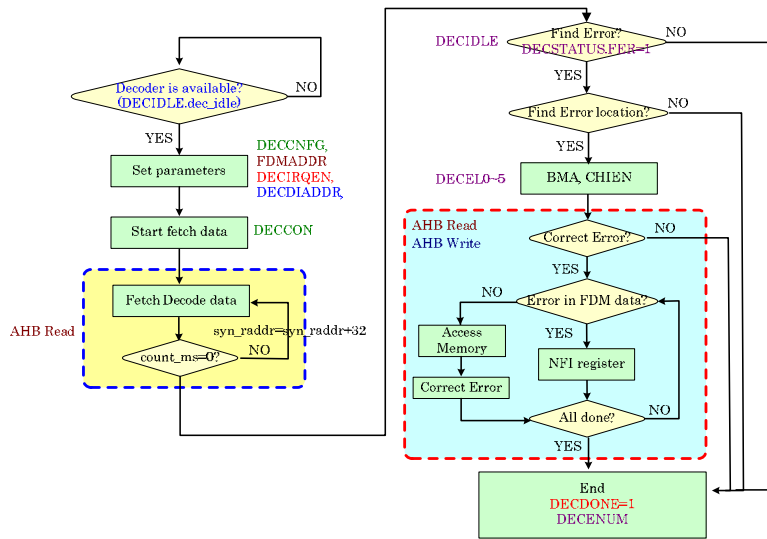 Decoder is available?
(DECIDLE.dec_idle)
NO
YES
Set parameters
DECCNFG,
FDMADDR
DECIRQEN,
DECDIADDR,
Start fetch data
DECCON
AHB Read
Fetch Decode data
syn_raddr=syn_raddr+32
count_ms=0?
NO
DECIDLE
Find Error?
DECSTATUS.FER=1
NO
YES
Find Error location?
NO
YES
DECEL0~5
BMA, CHIEN
AHB Read
AHB Write
Correct Error?
NO
YES
Error in FDM data?
NO
YES
Access
Memory
NFI register
Correct Error
All done?
NO
YES
End
DECDONE=1
DECENUM